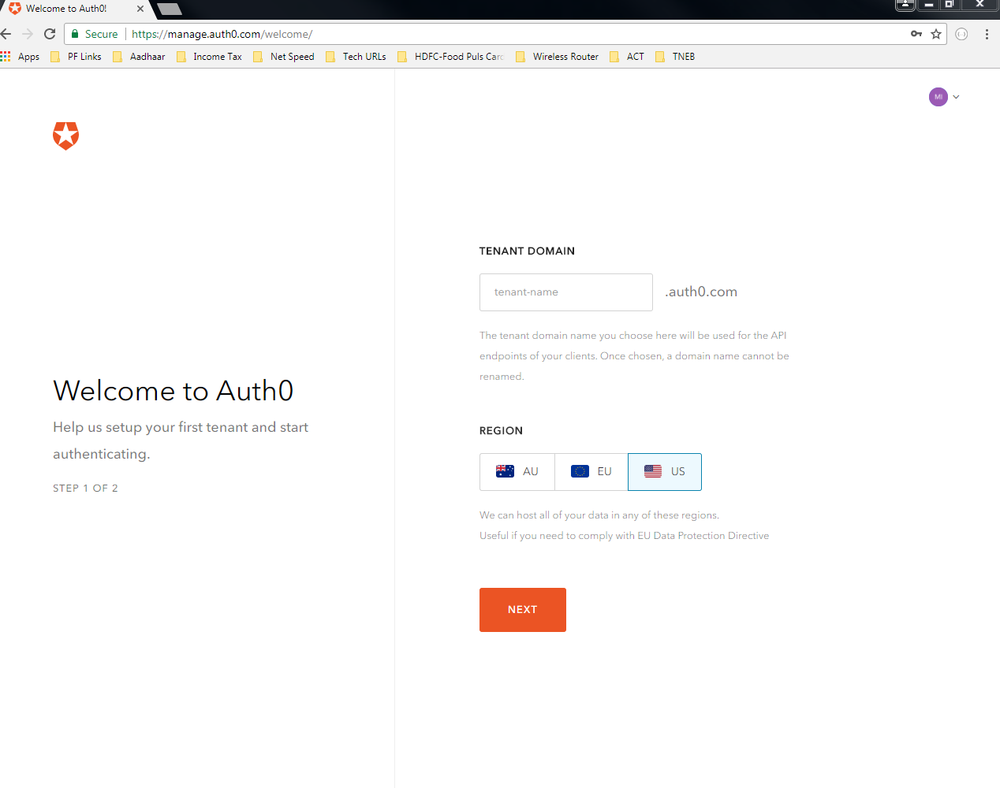 Welcome to Auth0!
Secure
https://manage.auth0.com/welcome/
Apps
PF Links
Aadhaar
Income Tax
Net Speed
Tech URLs
HDFC-Food Puls Card
Wireless Router
ACT
TNEB
MI
TENANT DOMAIN
tenant-name
.auth0.com
The tenant domain name you choose here will be used for the API
endpoints of your clients. Once chosen, a domain name cannot be
renamed.
Welcome to Auth0
Help us setup your first tenant and start
authenticating.
STEP 1 OF 2
REGION
AU
EU
US
We can host all of your data in any of these regions.
Useful if you need to comply with EU Data Protection Directive
NEXT